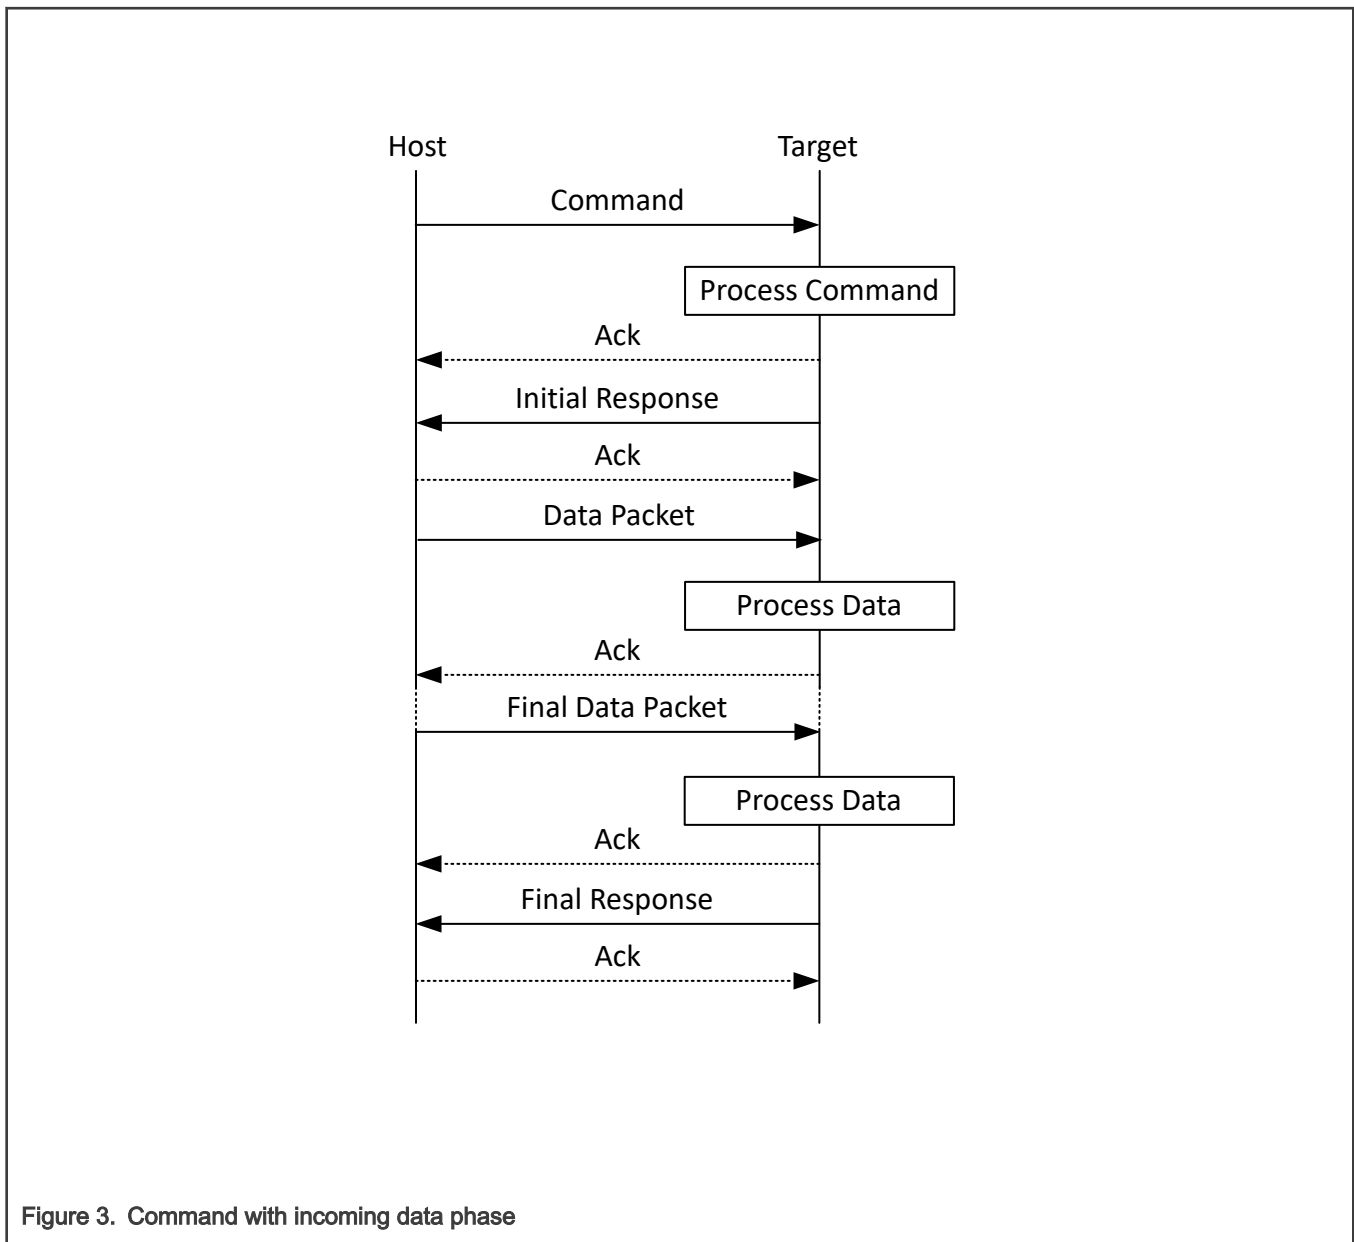 Host
Target
Command
Process Command
Ack
Initial Response
Ack
Data Packet
Process Data
Ack
Final Data Packet
Process Data
Ack
Final Response
Ack
Figure 3. Command with incoming data phase